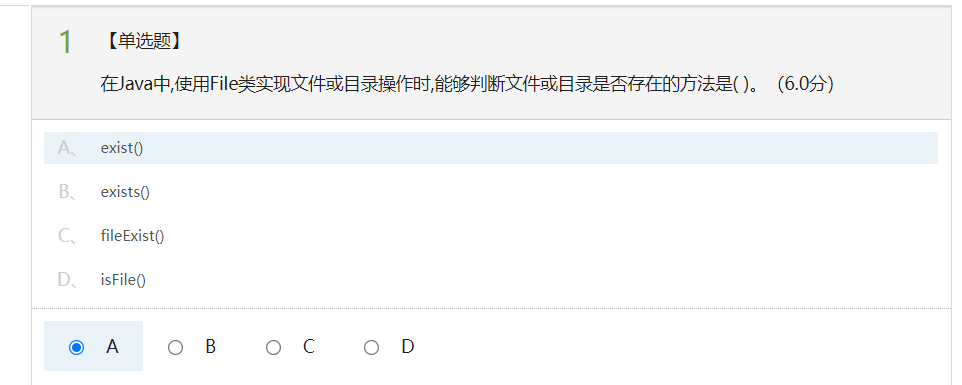 1 【单选题】
在Java中,使用File类实现文件或目录操作时,能够判断文件或目录是否存在的方法是( )。（6.0分）
A、 exist()
B、 exists()
C、 fileExist()
D、 isFile()
A B C D